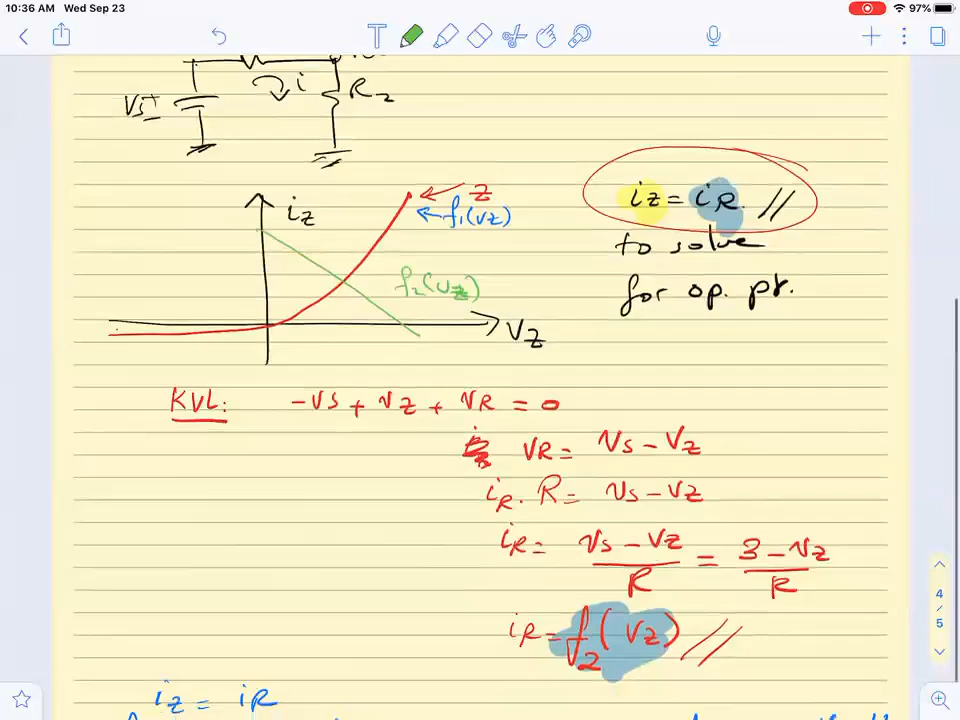 10:36 AM Wed Sep 23
97%
T
i
Vs + R2
iz Z
f1(vz)
f2(vz)
Vz
iz = iR. //
to solve
for op. pt.
KVL: -vs + vz + vR = 0
vR = vs - vz
iR. R = vs - vz
iR = vs - vz / R = 3 - vz / R
iR = f2(vz) //
4 / 5
iz = iR